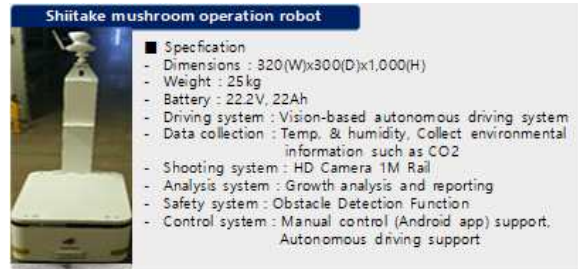 Shiitake mushroom operation robot
■ Specfication
- Dimensions : 320(W)x300(D)x1,000(H)
- Weight : 25kg
- Battery : 22.2V, 22Ah
- Driving system : Vision-based autonomous driving system
- Data collection : Temp. & humidity, Collect environmental
information such as CO2
- Shooting system : HD Camera 1M Rail
- Analysis system : Growth analysis and reporting
- Safety system : Obstacle Detection Function
- Control system : Manual control (Android app) support,
Autonomous driving support